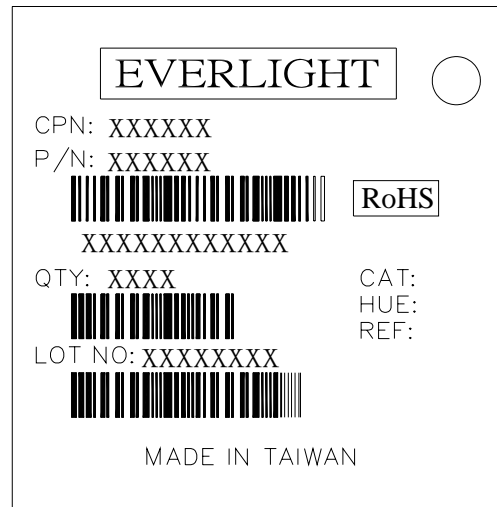 EVERLIGHT
CPN: XXXXXX
P/N: XXXXXX
RoHS
XXXXXXXXXXXX
QTY: XXXX
CAT:
HUE:
REF:
LOT NO: XXXXXXXX
MADE IN TAIWAN